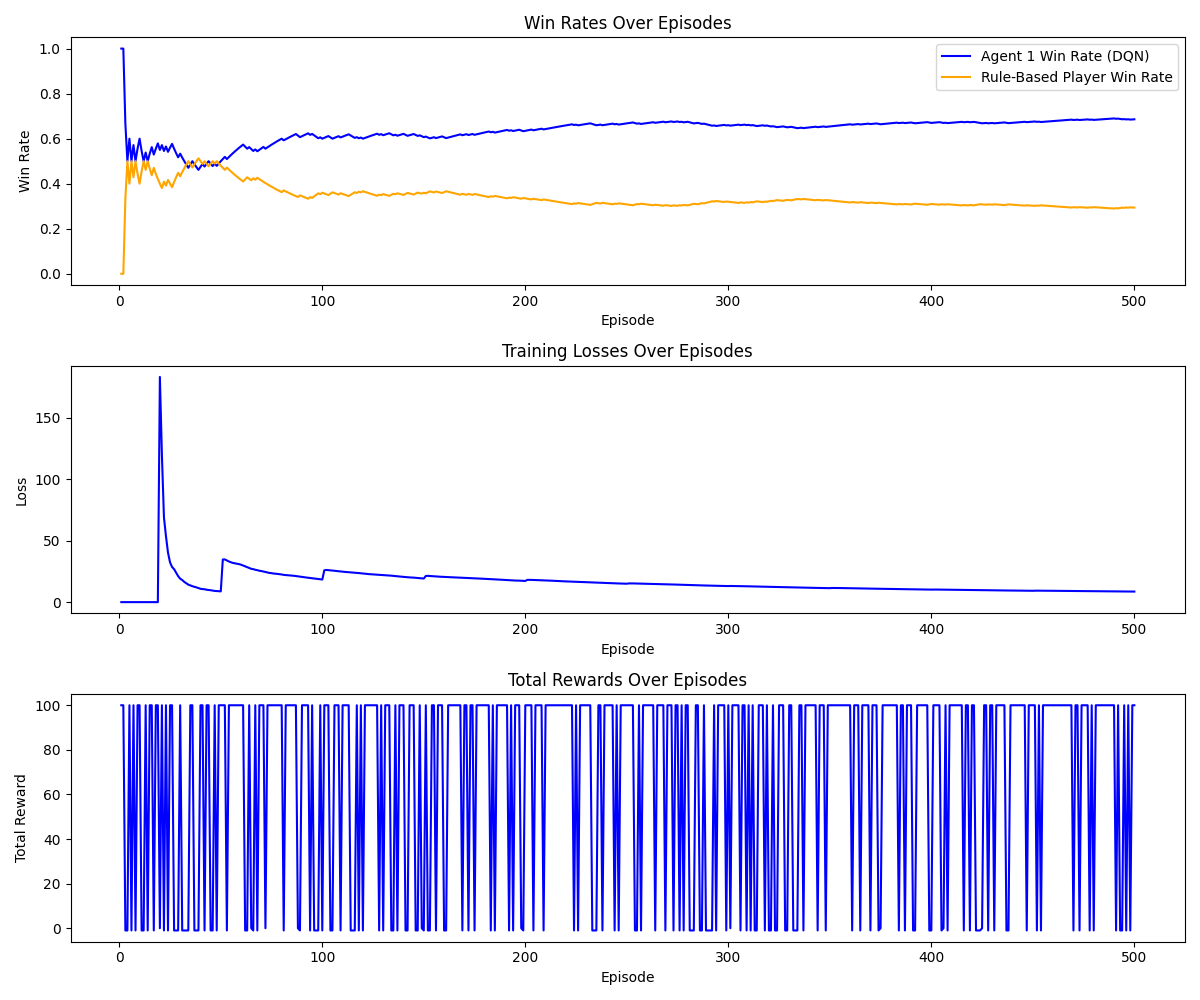 Win Rates Over Episodes
Win Rate
1.0
0.8
0.6
0.4
0.2
0.0
Agent 1 Win Rate (DQN)
Rule-Based Player Win Rate
0 100 200 300 400 500
Episode
Training Losses Over Episodes
Loss
150
100
50
0
0 100 200 300 400 500
Episode
Total Rewards Over Episodes
Total Reward
100
80
60
40
20
0
0 100 200 300 400 500
Episode